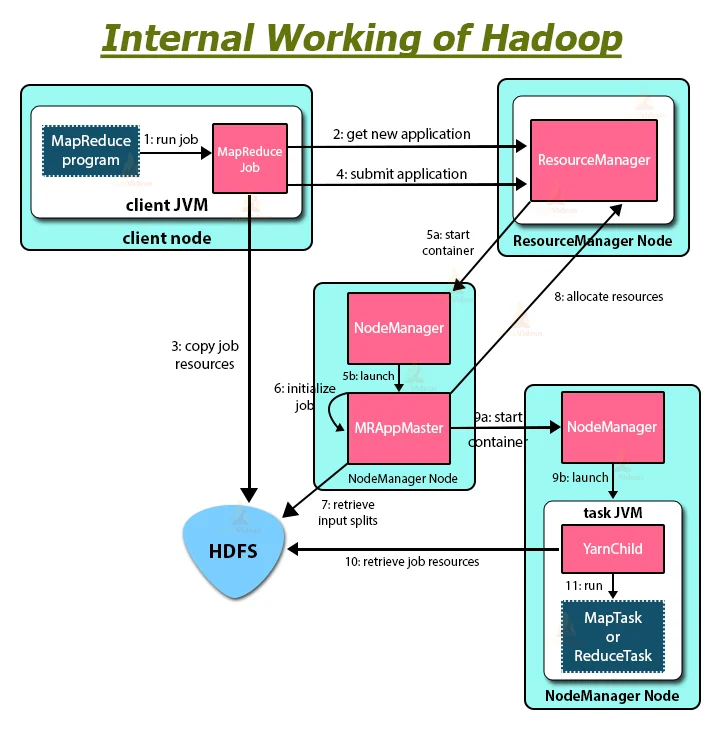 Internal Working of Hadoop
MapReduce
program
1: run job
MapReduce
Job
client JVM
client node
2: get new application
4: submit application
ResourceManager
ResourceManager Node
5a: start
container
3: copy job
resources
8: allocate resources
NodeManager
5b: launch
6: initialize
job
MRAppMaster
NodeManager Node
9a: start
container
NodeManager
9b: launch
7: retrieve
input splits
task JVM
HDFS
YarnChild
10: retrieve job resources
11: run
MapTask
or
ReduceTask
NodeManager Node